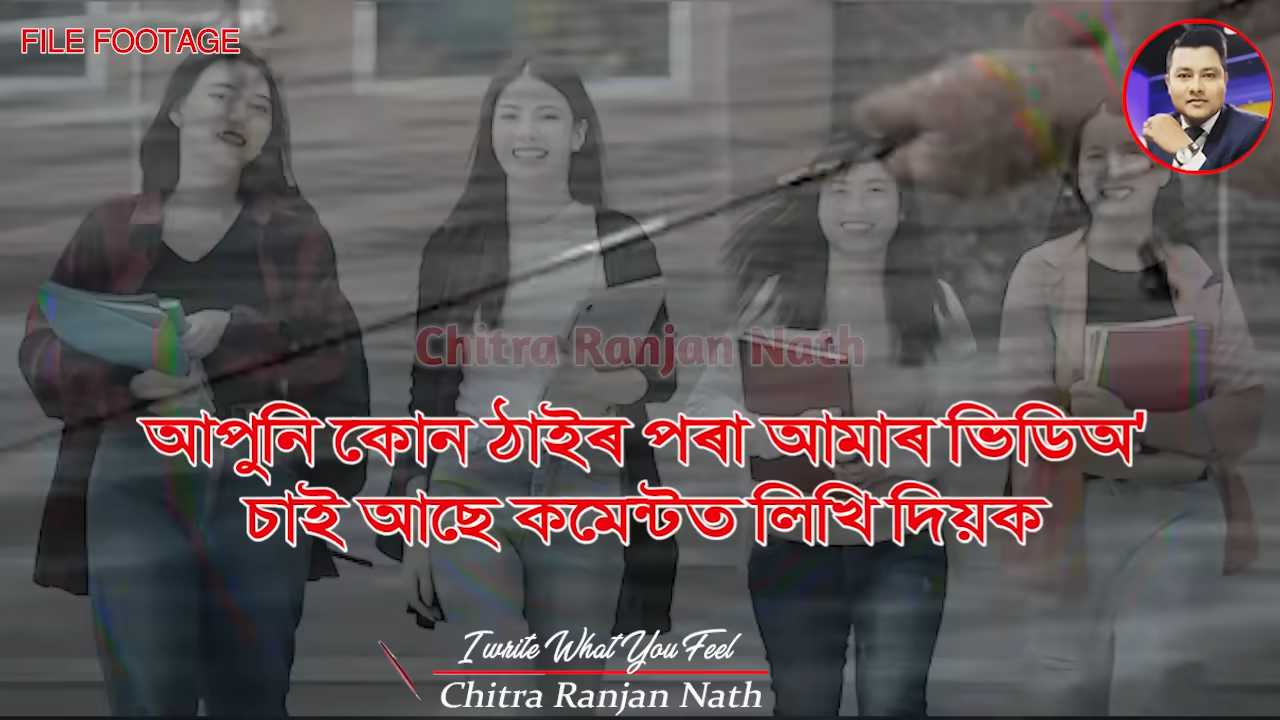 FILE FOOTAGE
Chitra Ranjan Nath
আপুনি কোন ঠাইৰ পৰা আমাৰ ভিডিঅ'
চাই আছে কমেন্টত লিখি দিয়ক
I write What You Feel
Chitra Ranjan Nath